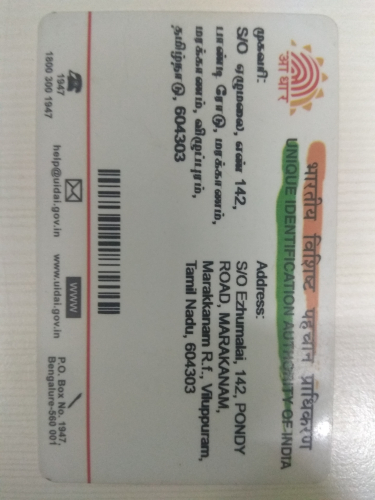 भारतीय विशिष्ट पहचान प्राधिकरण
UNIQUE IDENTIFICATION AUTHORITY OF INDIA
आधार
முகவரி:
S/O ஏழுமலை, எண் 142,
பாண்டி ரோடு, மரக்காணம்,
மரக்காணம், விழுப்புரம்,
தமிழ்நாடு, 604303
Address:
S/O Ezhumalai, 142, PONDY
ROAD, MARAKANAM,
Marakkanam R.f., Viluppuram,
Tamil Nadu, 604303
1947
1800 300 1947
help@uidai.gov.in
WWW
www.uidai.gov.in
P.O. Box No. 1947,
Bengaluru-560 001